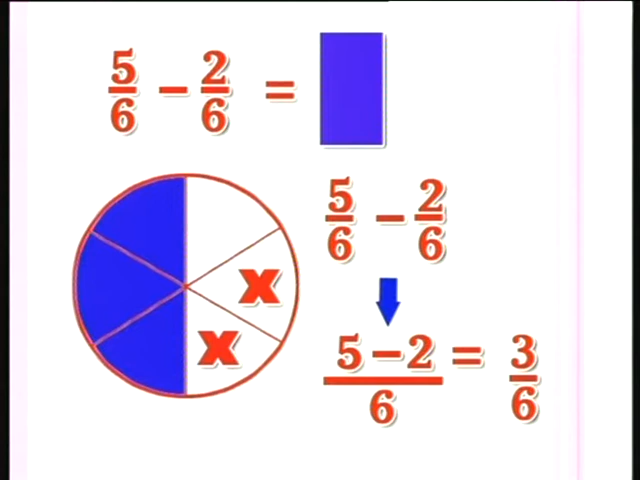 5/6 − 2/6 =
5/6 − 2/6
x
x
5−2/6 = 3/6